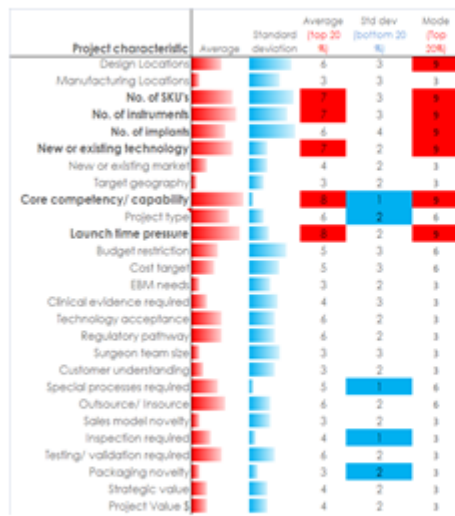 Project characteristic Average Standard deviation Average (top 20 %) Std dev (bottom 20 %) Mode (Top 20%)
Design Locations 6 3 9
Manufacturing Locations 3 3 3
No. of SKU's 7 3 9
No. of instruments 7 3 9
No. of implants 6 4 9
New or existing technology 7 2 9
New or existing market 4 2 3
Target geography 3 2 3
Core competency/ capability 8 1 9
Project type 6 2 6
Launch time pressure 8 2 9
Budget restriction 5 3 6
Cost target 5 3 6
EBM needs 3 2 3
Clinical evidence required 4 3 3
Technology acceptance 6 2 3
Regulatory pathway 6 2 3
Surgeon team size 3 3 3
Customer understanding 3 2 3
Special processes required 5 1 6
Outsource/ Insource 6 2 6
Sales model novelty 3 2 3
Inspection required 4 1 3
Testing/ validation required 6 2 3
Packaging novelty 3 2 3
Strategic value 4 2 3
Project Value $ 4 2 3